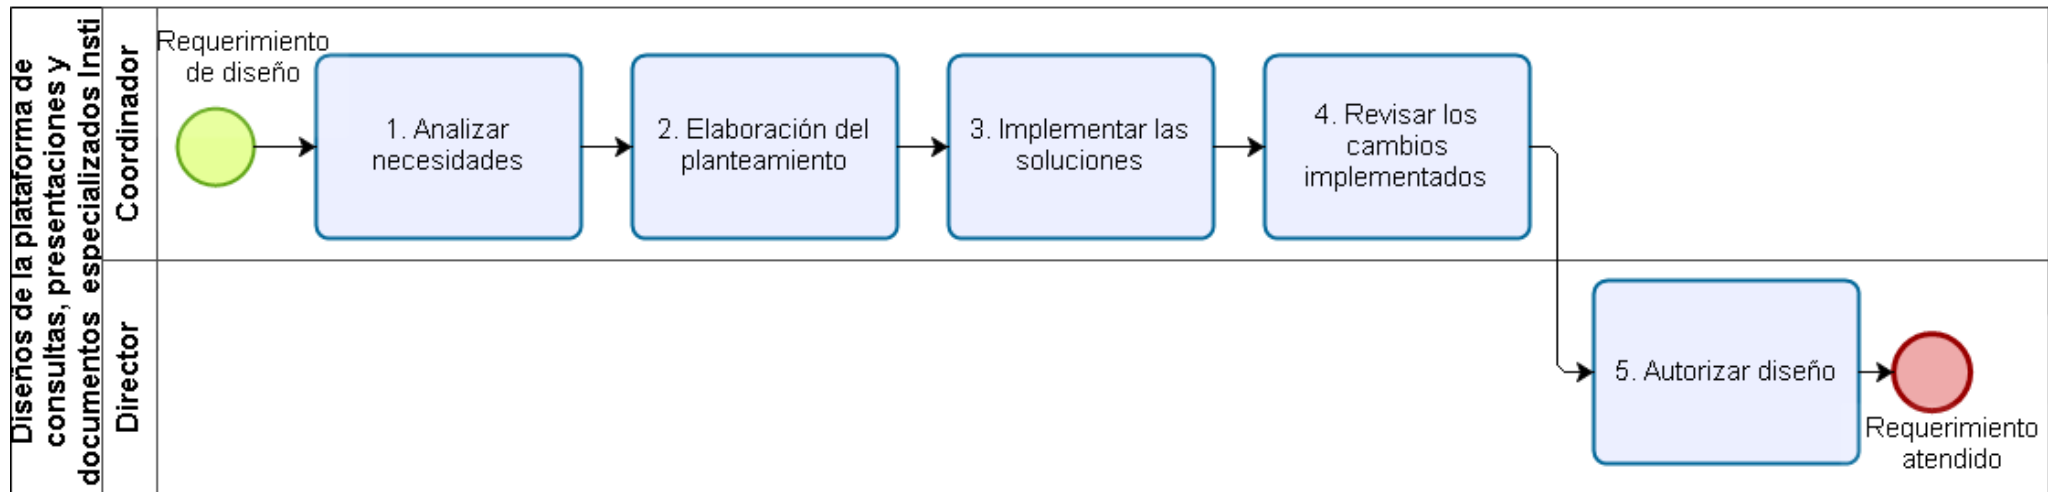 Diseños de la plataforma de
consultas, presentaciones y
documentos especializados Insti
Coordinador
Requerimiento
de diseño
1. Analizar
necesidades
2. Elaboración del
planteamiento
3. Implementar las
soluciones
4. Revisar los
cambios
implementados
Director
5. Autorizar diseño
Requerimiento
atendido